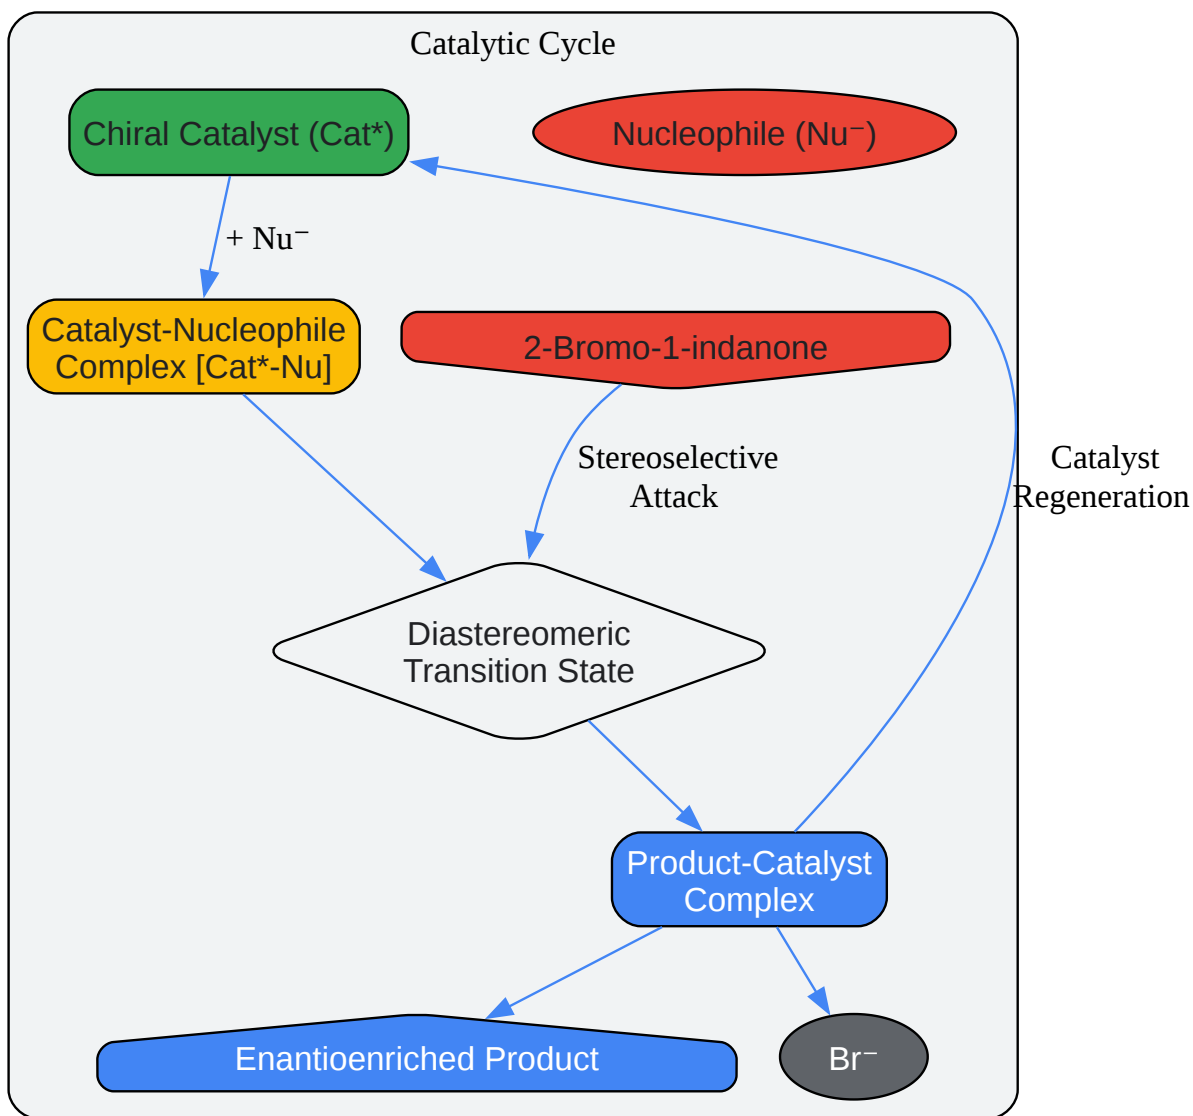 Catalytic Cycle
Chiral Catalyst (Cat*)
Nucleophile (Nu⁻)
+ Nu⁻
Catalyst-Nucleophile
Complex [Cat*-Nu]
2-Bromo-1-indanone
Stereoselective
Attack
Catalyst
Regeneration
Diastereomeric
Transition State
Product-Catalyst
Complex
Enantioenriched Product
Br⁻